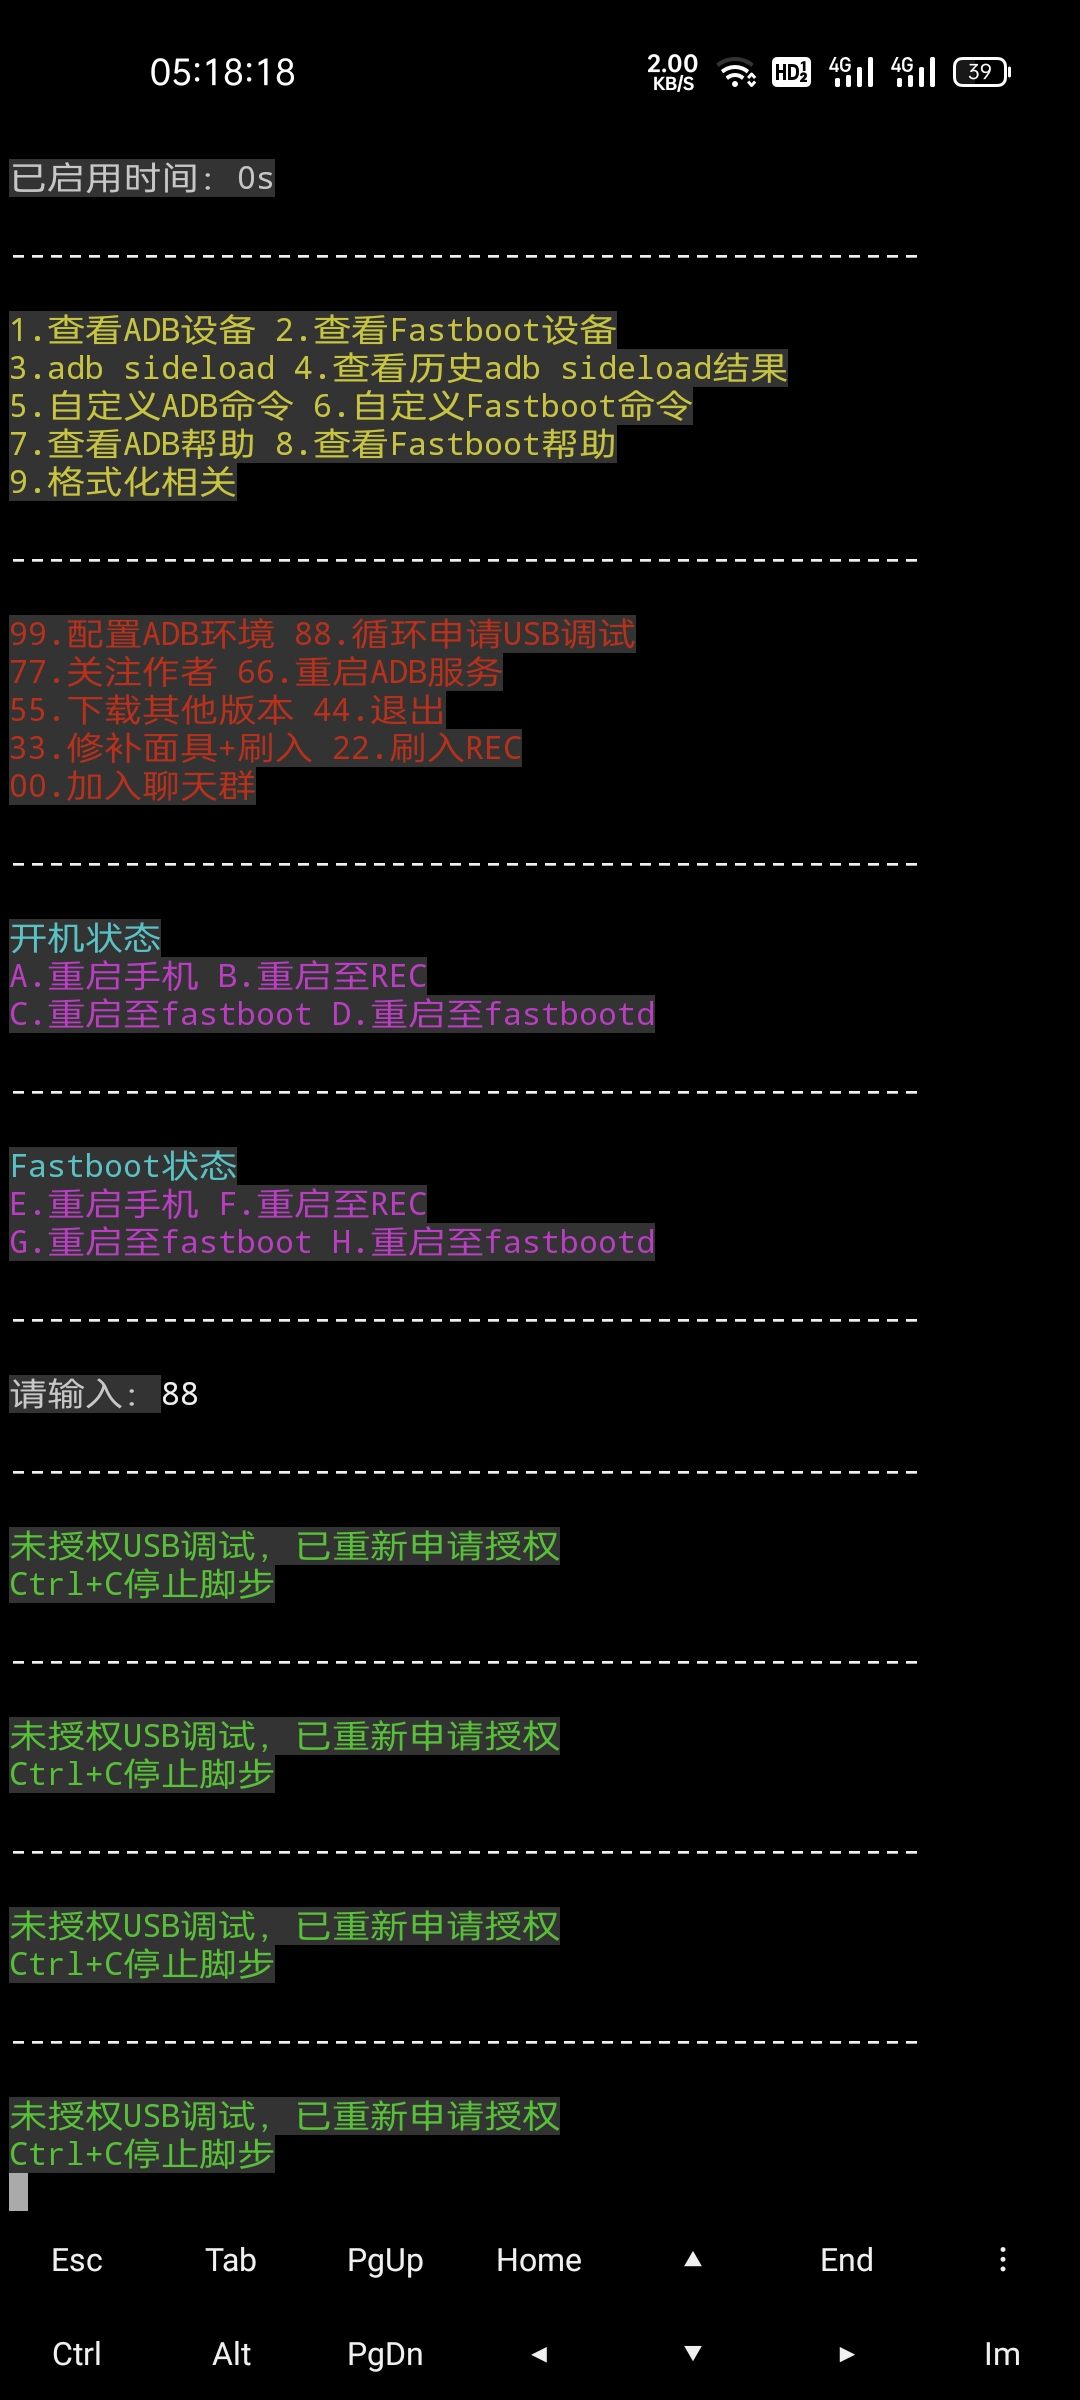 05:18:18 2.00 KB/S HD 1 2 4G 4G 39
已启用时间: 0s
------------------------------------------------
1.查看ADB设备 2.查看Fastboot设备
3.adb sideload 4.查看历史adb sideload结果
5.自定义ADB命令 6.自定义Fastboot命令
7.查看ADB帮助 8.查看Fastboot帮助
9.格式化相关
------------------------------------------------
99.配置ADB环境 88.循环申请USB调试
77.关注作者 66.重启ADB服务
55.下载其他版本 44.退出
33.修补面具+刷入 22.刷入REC
00.加入聊天群
------------------------------------------------
开机状态
A.重启手机 B.重启至REC
C.重启至fastboot D.重启至fastbootd
------------------------------------------------
Fastboot状态
E.重启手机 F.重启至REC
G.重启至fastboot H.重启至fastbootd
------------------------------------------------
请输入: 88
------------------------------------------------
未授权USB调试, 已重新申请授权
Ctrl+C停止脚步
------------------------------------------------
未授权USB调试, 已重新申请授权
Ctrl+C停止脚步
------------------------------------------------
未授权USB调试, 已重新申请授权
Ctrl+C停止脚步
------------------------------------------------
未授权USB调试, 已重新申请授权
Ctrl+C停止脚步
Esc Tab PgUp Home ▲ End ⋮
Ctrl Alt PgDn ◄ ▼ ► Im